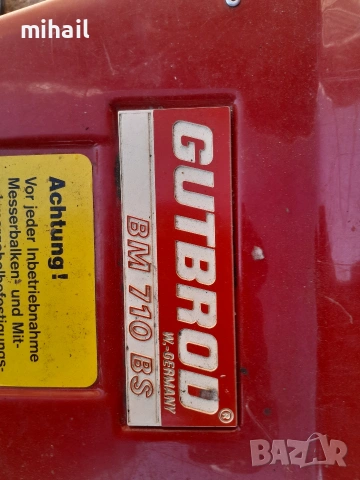 mihail
GUTBROD®
W.-GERMANY
BM 710 BS
Achtung!
Vor jeder Inbetriebnahme
Messerbalken und Mit-
BAZAR